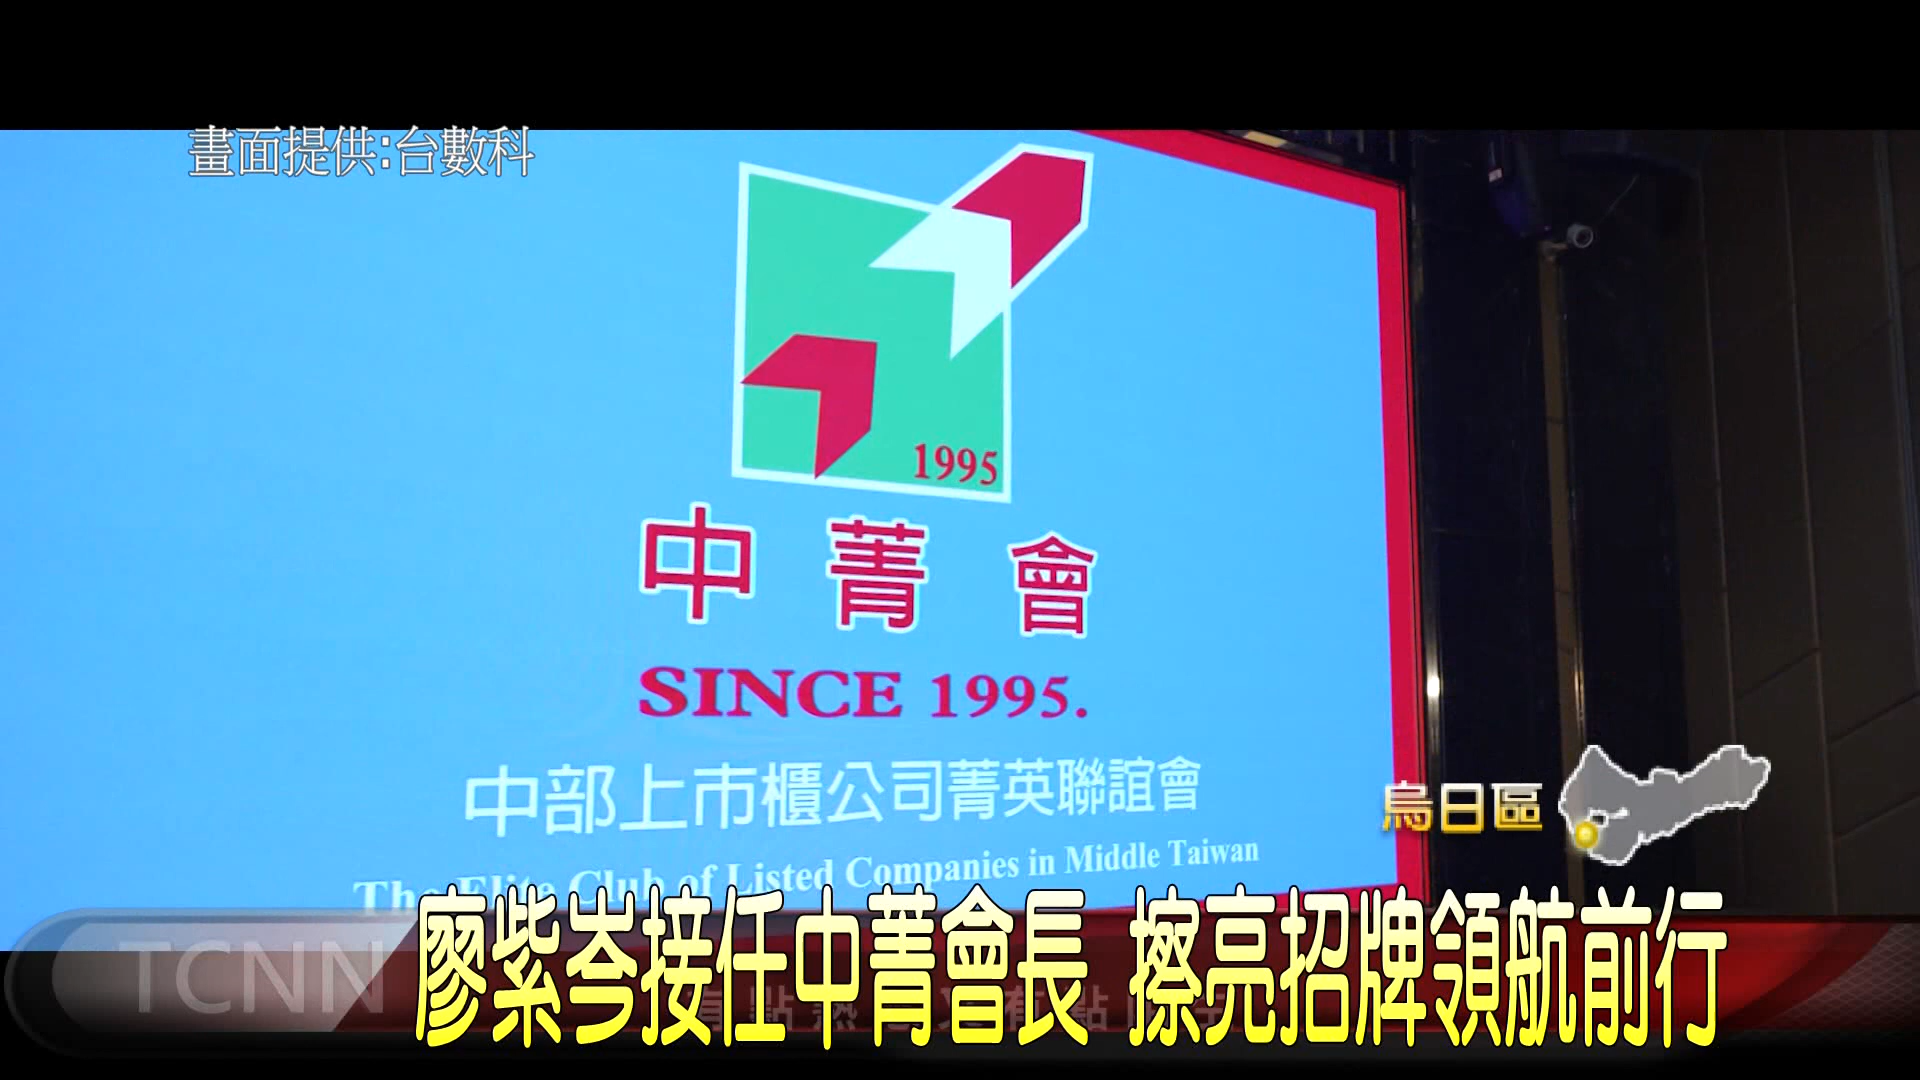 畫面提供:台數科
1995
中菁會
SINCE 1995.
中部上市櫃公司菁英聯誼會
The Elite Club of Listed Companies in Middle Taiwan
烏日區
TCNN
廖紫岑接任中菁會長 擦亮招牌領航前行